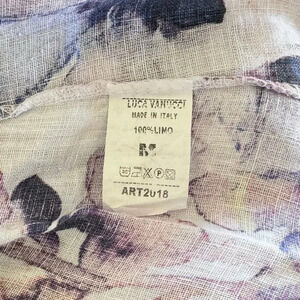 LUCA VANUCCI
MADE IN ITALY
100%LINO
ART2018